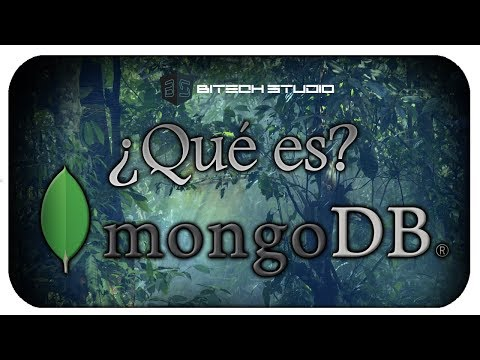 BITECH STUDIO
¿Qué es?
mongoDB®